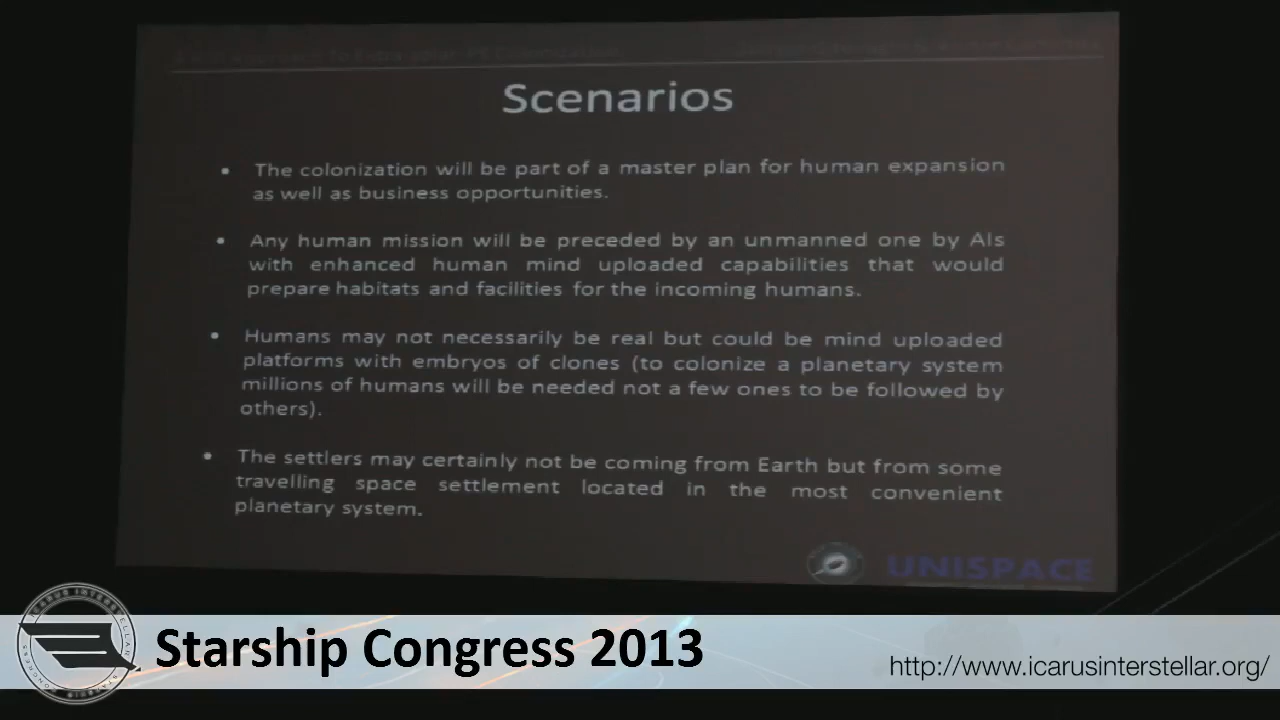 Scenarios
• The colonization will be part of a master plan for human expansion
as well as business opportunities.
• Any human mission will be preceded by an unmanned one by AIs
with enhanced human mind uploaded capabilities that would
prepare habitats and facilities for the incoming humans.
• Humans may not necessarily be real but could be mind uploaded
platforms with embryos of clones (to colonize a planetary system
millions of humans will be needed not a few ones to be followed by
others).
• The settlers may certainly not be coming from Earth but from some
travelling space settlement located in the most convenient
planetary system.
UNISPACE
ICARUS INTERSTELLAR
STARSHIP CONGRESS
Starship Congress 2013
http://www.icarusinterstellar.org/